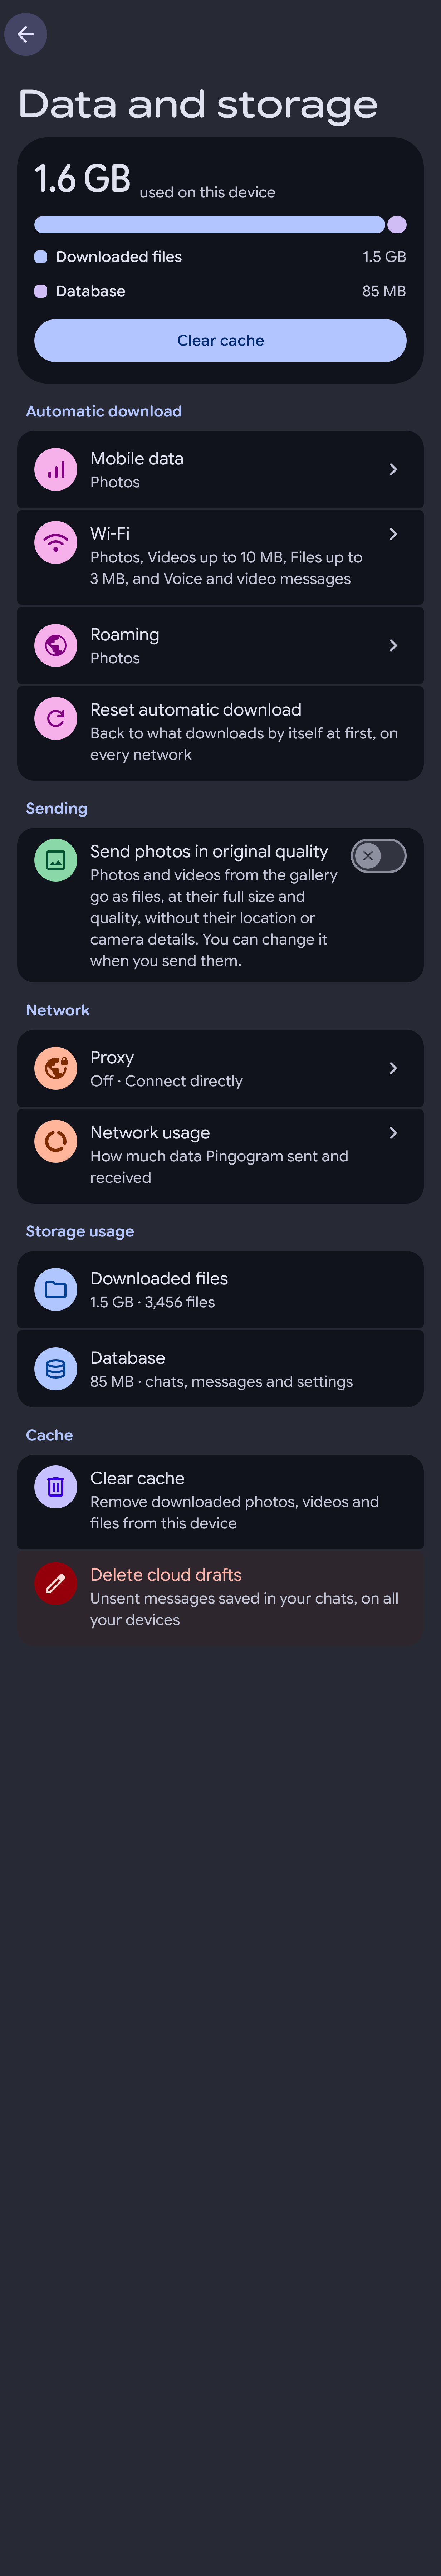 Data and storage
1.6 GB used on this device
Downloaded files 1.5 GB
Database 85 MB
Clear cache
Automatic download
Mobile data
Photos
Wi-Fi
Photos, Videos up to 10 MB, Files up to
3 MB, and Voice and video messages
Roaming
Photos
Reset automatic download
Back to what downloads by itself at first, on
every network
Sending
Send photos in original quality
Photos and videos from the gallery
go as files, at their full size and
quality, without their location or
camera details. You can change it
when you send them.
Network
Proxy
Off · Connect directly
Network usage
How much data Pingogram sent and
received
Storage usage
Downloaded files
1.5 GB · 3,456 files
Database
85 MB · chats, messages and settings
Cache
Clear cache
Remove downloaded photos, videos and
files from this device
Delete cloud drafts
Unsent messages saved in your chats, on all
your devices